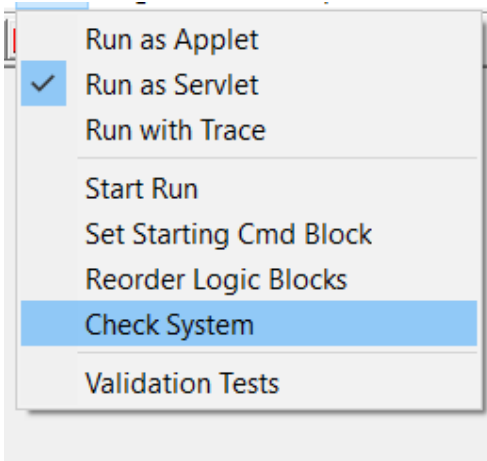 Run as Applet
Run as Servlet
Run with Trace
Start Run
Set Starting Cmd Block
Reorder Logic Blocks
Check System
Validation Tests